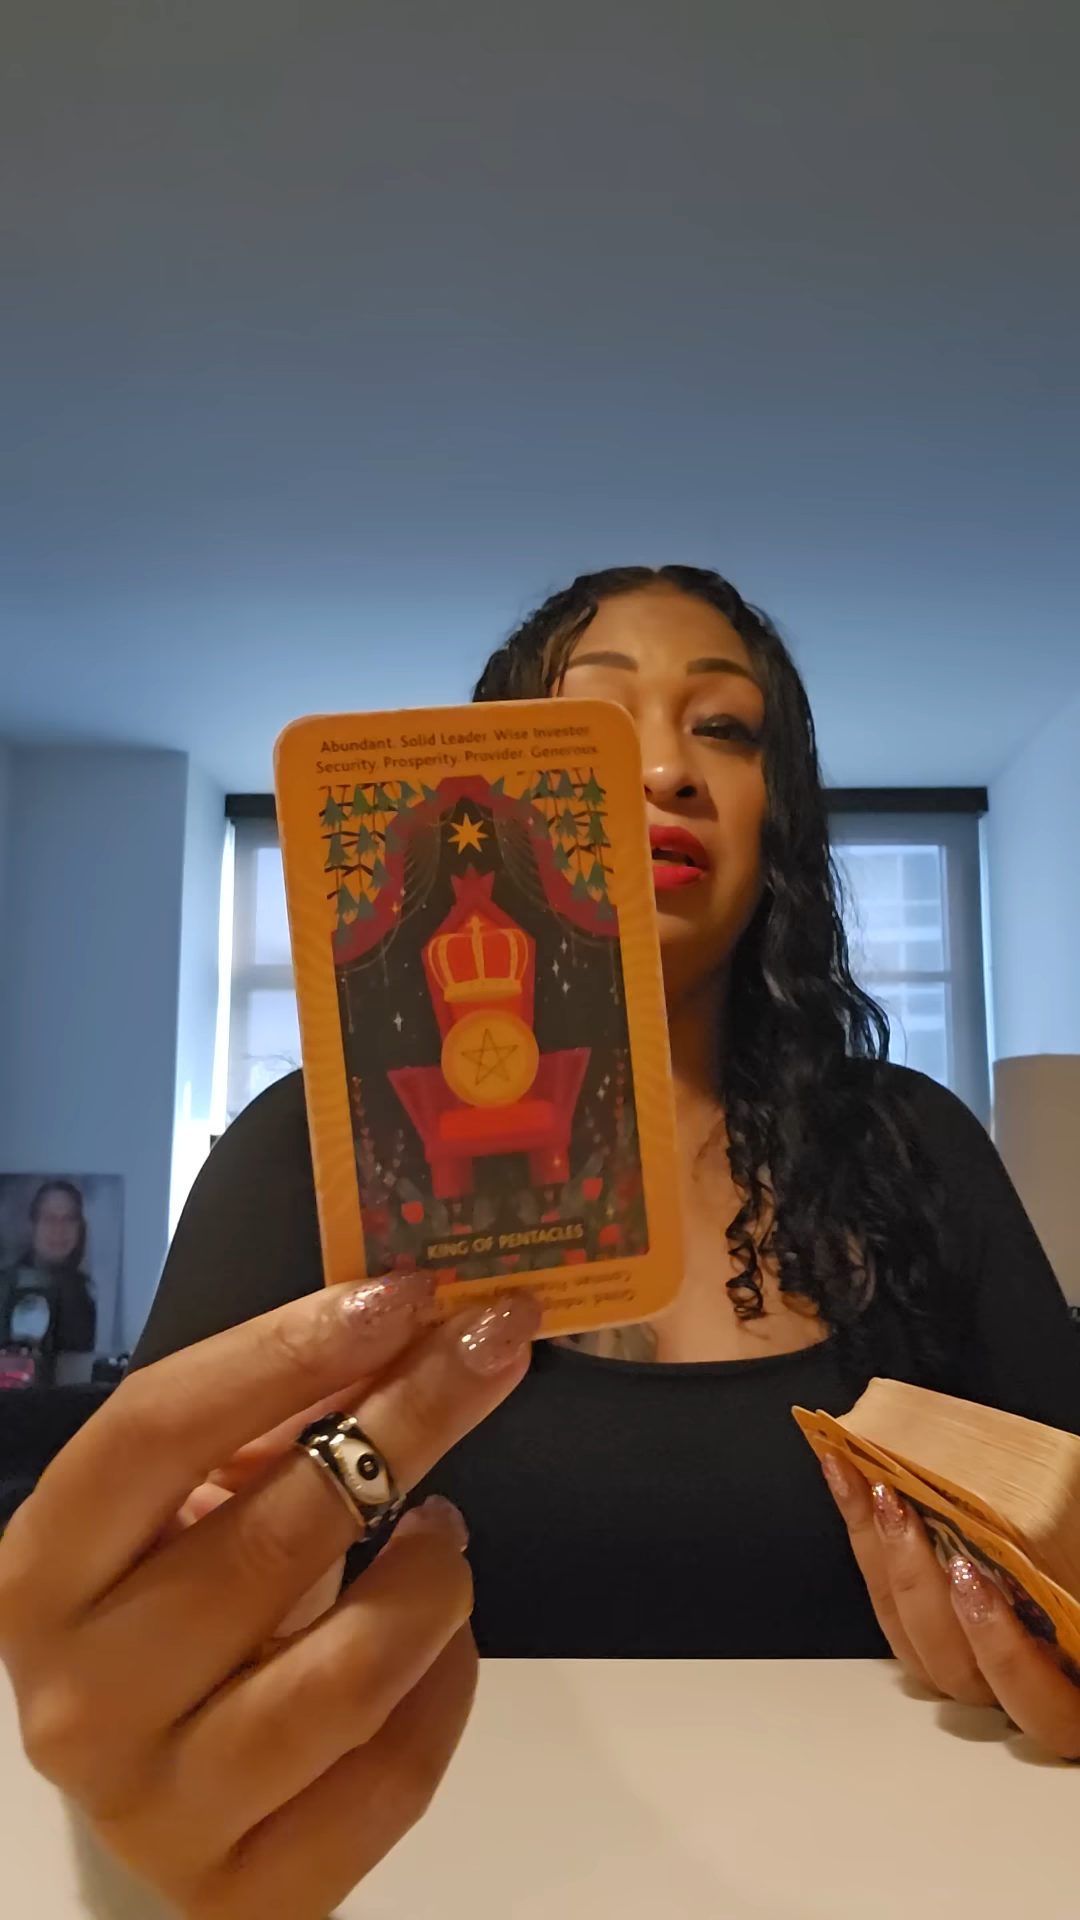 Abundant. Solid Leader. Wise Investor
Security. Prosperity. Provider. Generous
KING OF PENTACLES